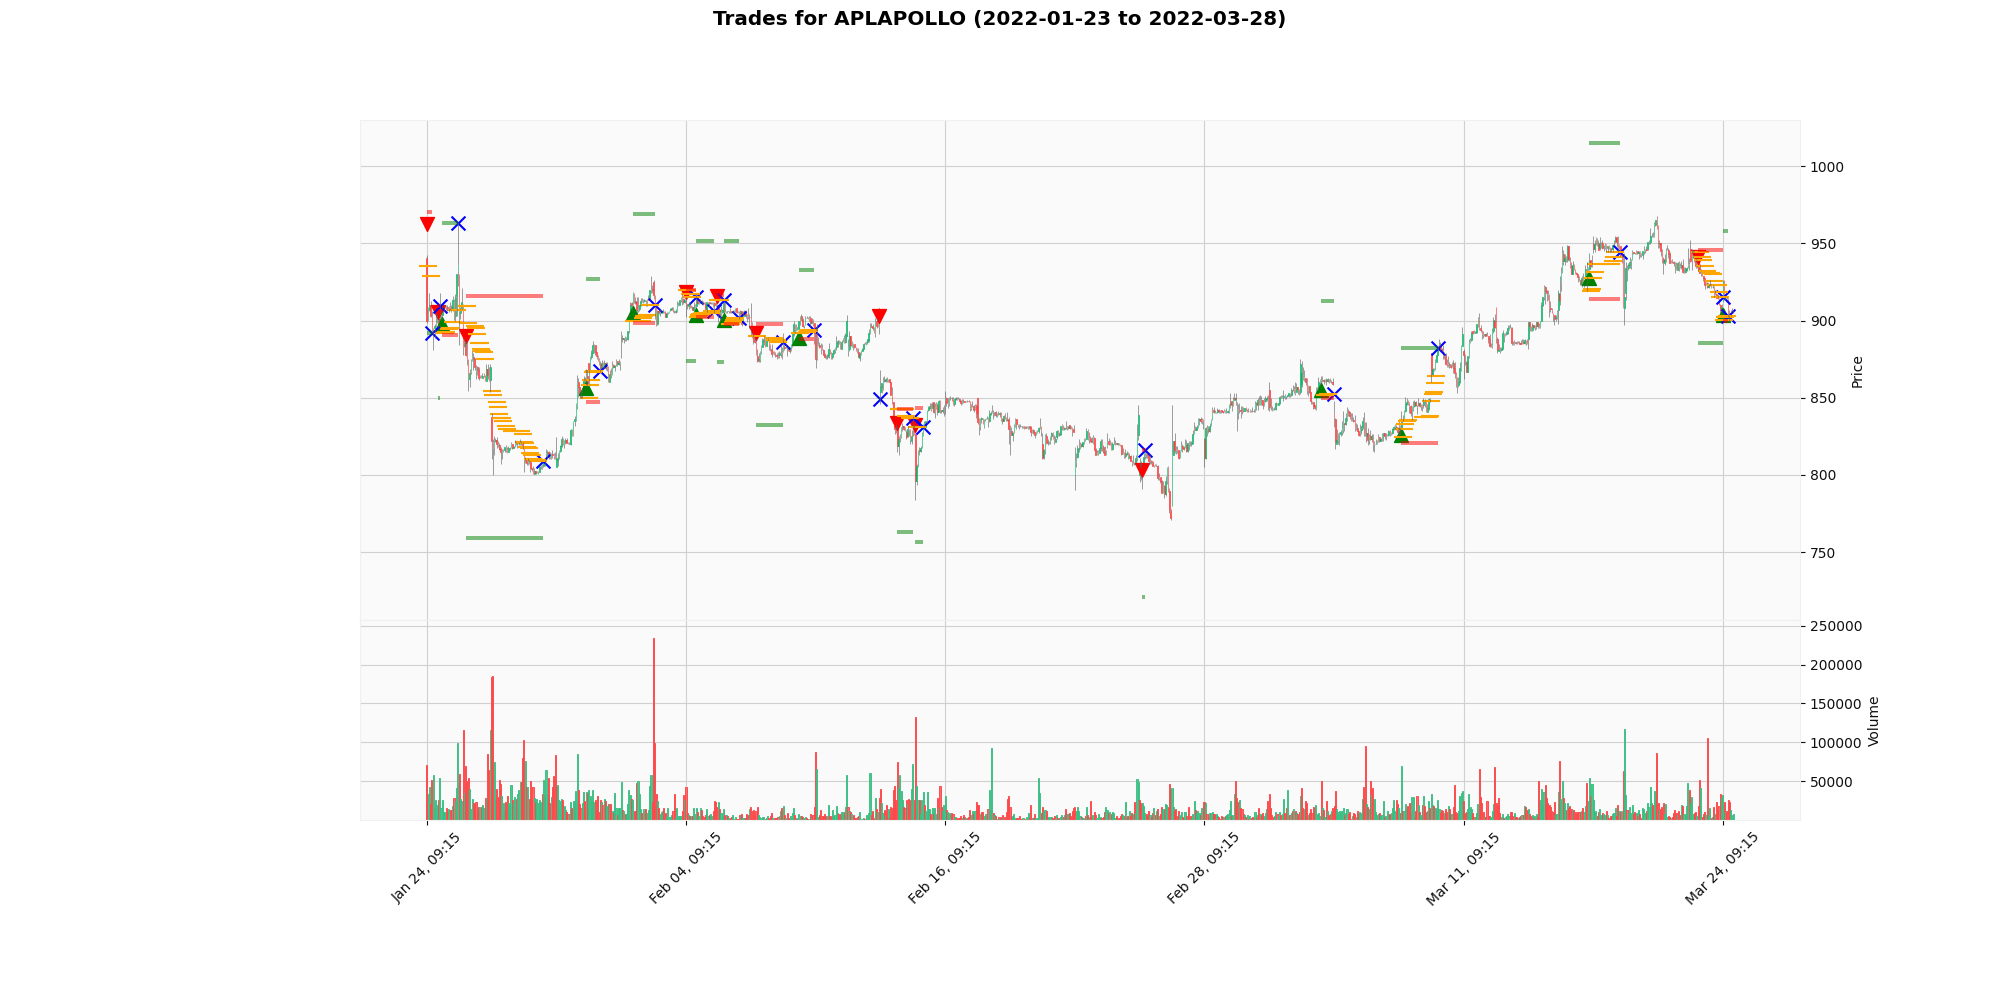 Trades for APLAPOLLO (2022-01-23 to 2022-03-28)
1000
950
900
850
800
750
Price
250000
200000
150000
100000
50000
Volume
Jan 24, 09:15
Feb 04, 09:15
Feb 16, 09:15
Feb 28, 09:15
Mar 11, 09:15
Mar 24, 09:15